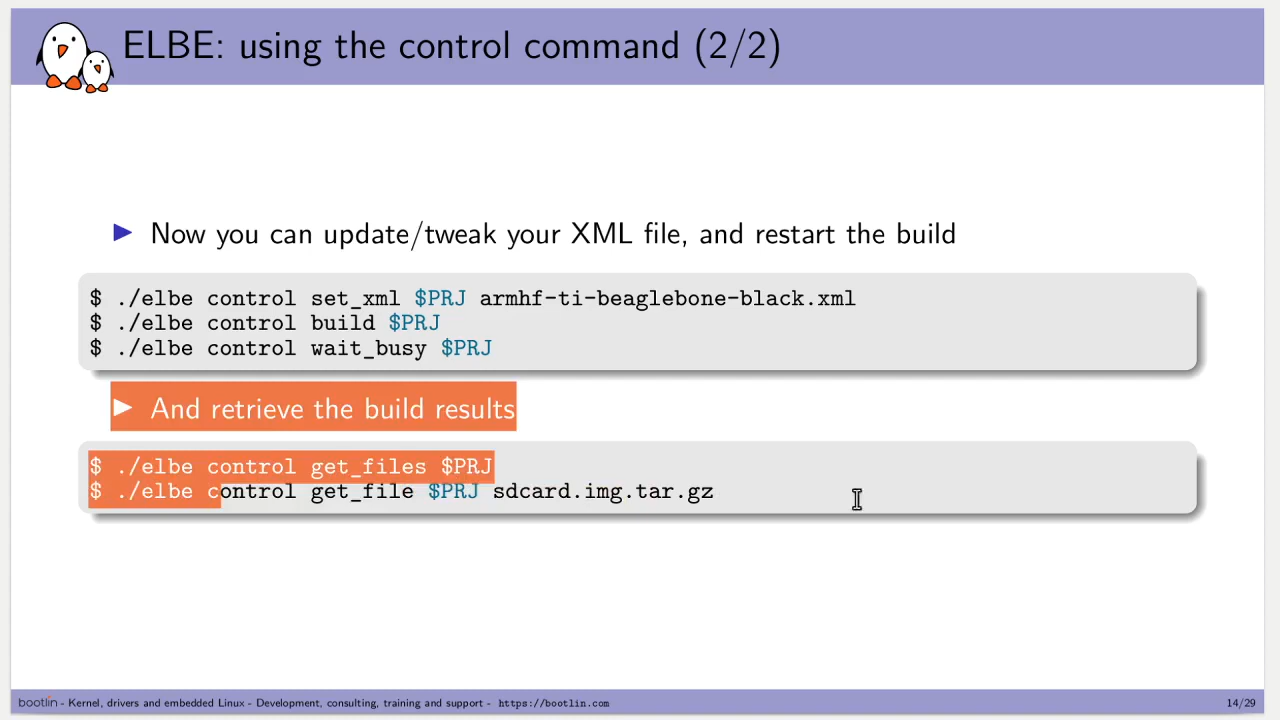 ELBE: using the control command (2/2)
Now you can update/tweak your XML file, and restart the build
$ ./elbe control set_xml $PRJ armhf-ti-beaglebone-black.xml
$ ./elbe control build $PRJ
$ ./elbe control wait_busy $PRJ
And retrieve the build results
$ ./elbe control get_files $PRJ
$ ./elbe control get_file $PRJ sdcard.img.tar.gz
bootlin - Kernel, drivers and embedded Linux - Development, consulting, training and support - https://bootlin.com
14/29